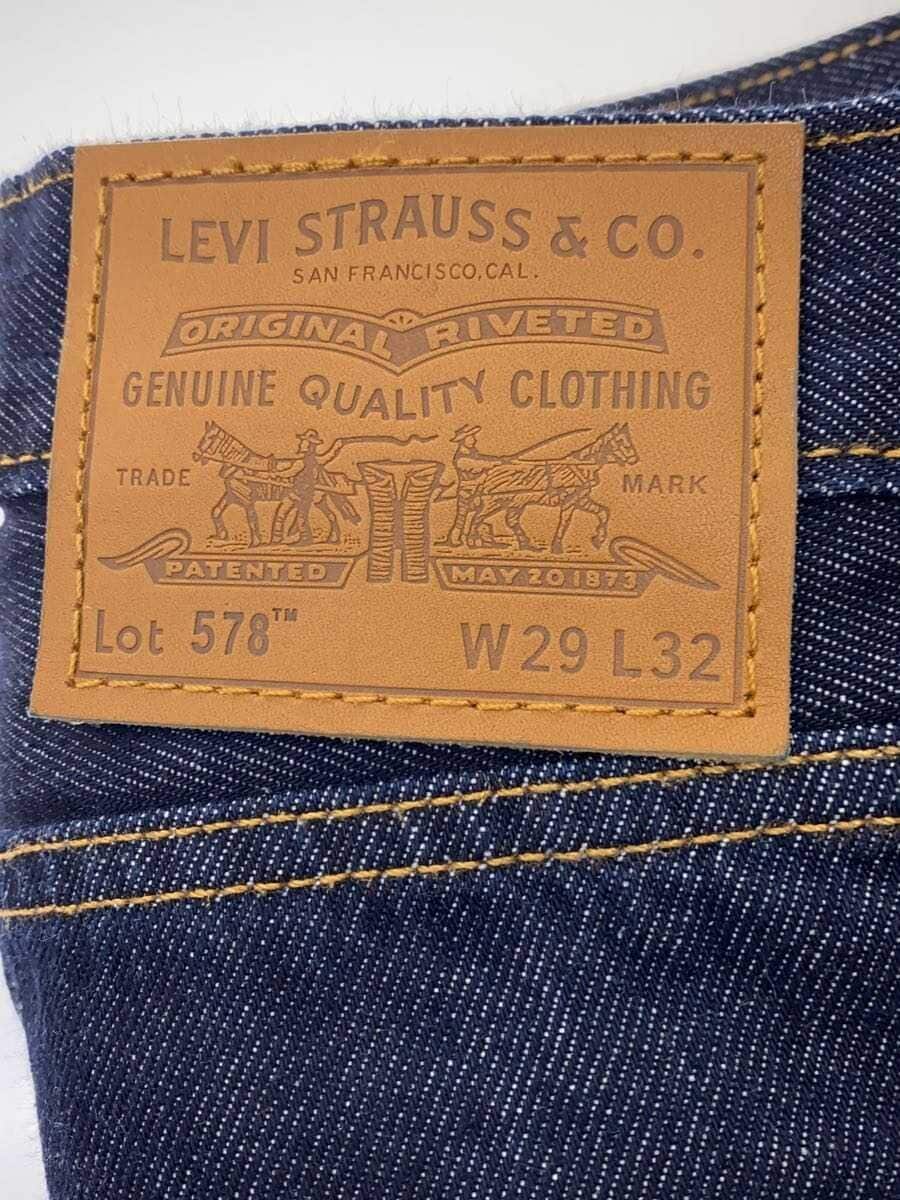 LEVI STRAUSS & CO.
SAN FRANCISCO, CAL.
ORIGINAL RIVETED
GENUINE QUALITY CLOTHING
TRADE MARK
PATENTED MAY 20 1873
Lot 578™ W29 L32